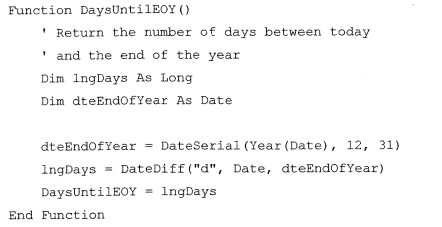 Function DaysUntilEOY()
' Return the number of days between today
' and the end of the year
Dim lngDays As Long
Dim dteEndOfYear As Date
dteEndOfYear = DateSerial(Year(Date), 12, 31)
lngDays = DateDiff("d", Date, dteEndOfYear)
DaysUntilEOY = lngDays
End Function